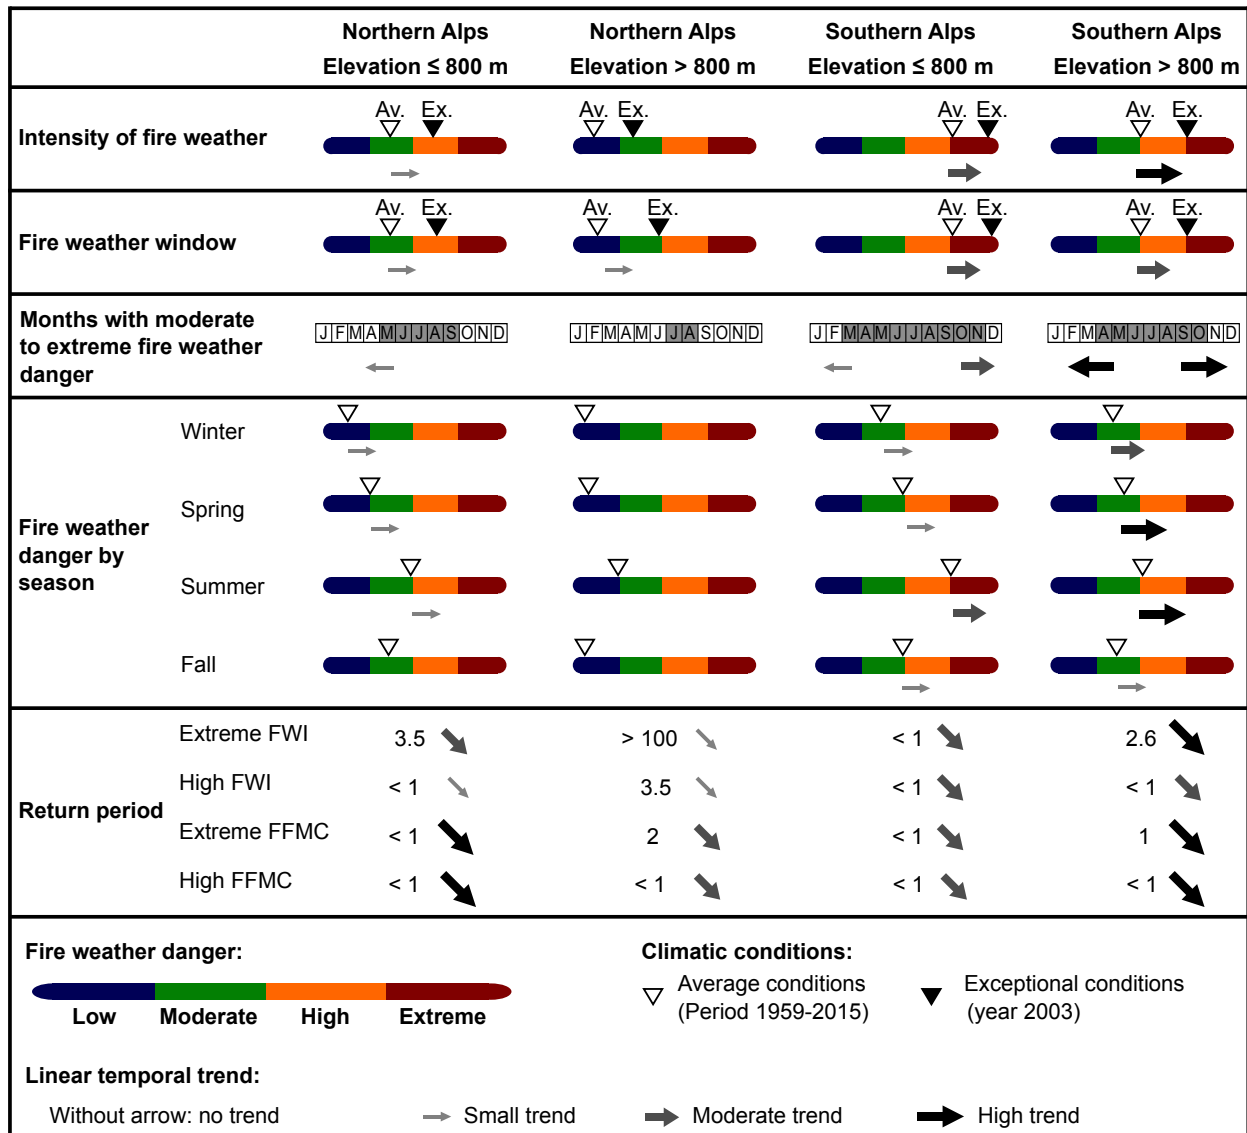 Northern Alps Northern Alps Southern Alps Southern Alps
Elevation ≤ 800 m Elevation > 800 m Elevation ≤ 800 m Elevation > 800 m
Av. Ex. Av. Ex. Av. Ex. Av. Ex.
Intensity of fire weather
Av. Ex. Av. Ex. Av. Ex. Av. Ex.
Fire weather window
Months with moderate
to extreme fire weather
danger
J F M A M J J A S O N D J F M A M J J A S O N D J F M A M J J A S O N D J F M A M J J A S O N D
Fire weather
danger by
season
Winter
Spring
Summer
Fall
Return period
Extreme FWI 3.5 > 100 < 1 2.6
High FWI < 1 3.5 < 1 < 1
Extreme FFMC < 1 2 < 1 1
High FFMC < 1 < 1 < 1 < 1
Fire weather danger:
Low Moderate High Extreme
Climatic conditions:
Average conditions
(Period 1959-2015)
Exceptional conditions
(year 2003)
Linear temporal trend:
Without arrow: no trend Small trend Moderate trend High trend